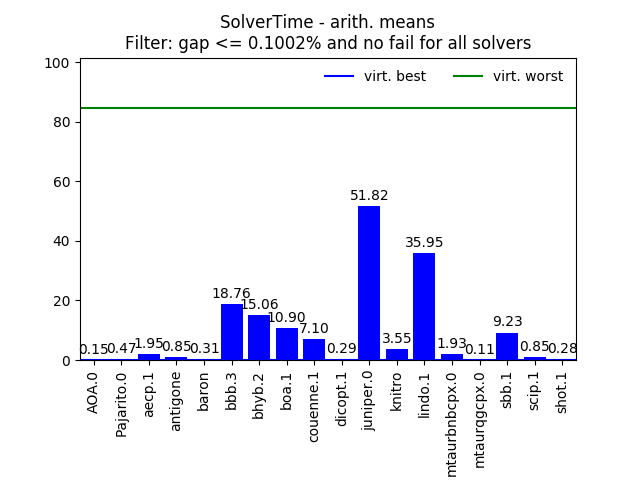 SolverTime - arith. means
Filter: gap <= 0.1002% and no fail for all solvers
virt. best
virt. worst
100
80
60
40
20
0
0.15
0.47
1.95
0.85
0.31
18.76
15.06
10.90
7.10
0.29
51.82
3.55
35.95
1.93
0.11
9.23
0.85
0.28
AOA.0
Pajarito.0
aecp.1
antigone
baron
bbb.3
bhyb.2
boa.1
couenne.1
dicopt.1
juniper.0
knitro
lindo.1
mtaurbnbcpx.0
mtaurqgcpx.0
sbb.1
scip.1
shot.1